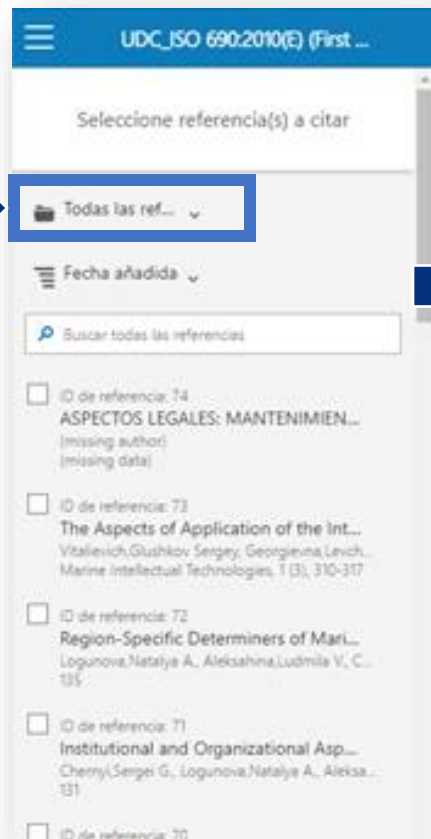 UDC_ISO 690:2010(E) (First ...
Seleccione referencia(s) a citar
Todas las ref...
Fecha añadida
Buscar todas las referencias
ID de referencia: 74
ASPECTOS LEGALES: MANTENIMIEN...
(missing author)
(missing data)
ID de referencia: 73
The Aspects of Application of the Int...
Vitalievich,Glushkov Sergey, Georgievna,Levch...
Marine Intellectual Technologies, 1 (3), 310-317
ID de referencia: 72
Region-Specific Determiners of Mari...
Logunova,Natalya A., Aleksahina,Ludmila V., C...
135
ID de referencia: 71
Institutional and Organizational Asp...
Chernyi,Sergei G., Logunova,Natalya A., Aleksa...
131
ID de referencia: 70